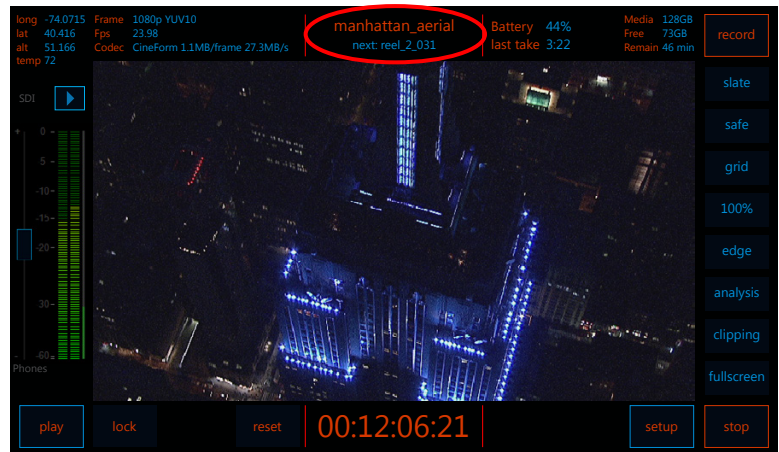 long -74.0715
lat 40.416
alt 51.166
temp 72
Frame 1080p YUV10
Fps 23.98
Codec CineForm 1.1MB/frame 27.3MB/s
manhattan_aerial
next: reel_2_031
Battery 44%
last take 3:22
Media 128GB
Free 73GB
Remain 46 min
record
SDI
slate
safe
grid
100%
edge
analysis
clipping
fullscreen
+ 0 -
5 -
-10-
-15-
-20-
30-
- -60-
Phones
play
lock
reset
00:12:06:21
setup
stop